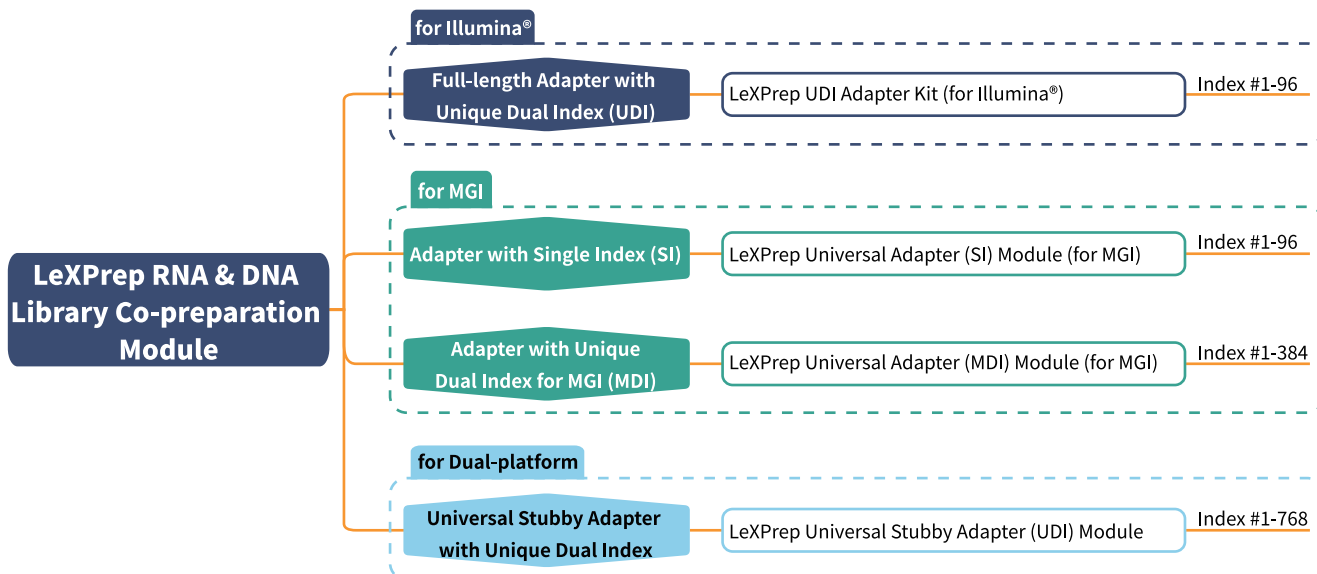 for Illumina®
Full-length Adapter with
Unique Dual Index (UDI)
LeXPrep UDI Adapter Kit (for Illumina®)
Index #1-96
for MGI
Adapter with Single Index (SI)
LeXPrep Universal Adapter (SI) Module (for MGI)
Index #1-96
LeXPrep RNA & DNA
Library Co-preparation
Module
Adapter with Unique
Dual Index for MGI (MDI)
LeXPrep Universal Adapter (MDI) Module (for MGI)
Index #1-384
for Dual-platform
Universal Stubby Adapter
with Unique Dual Index
LeXPrep Universal Stubby Adapter (UDI) Module
Index #1-768